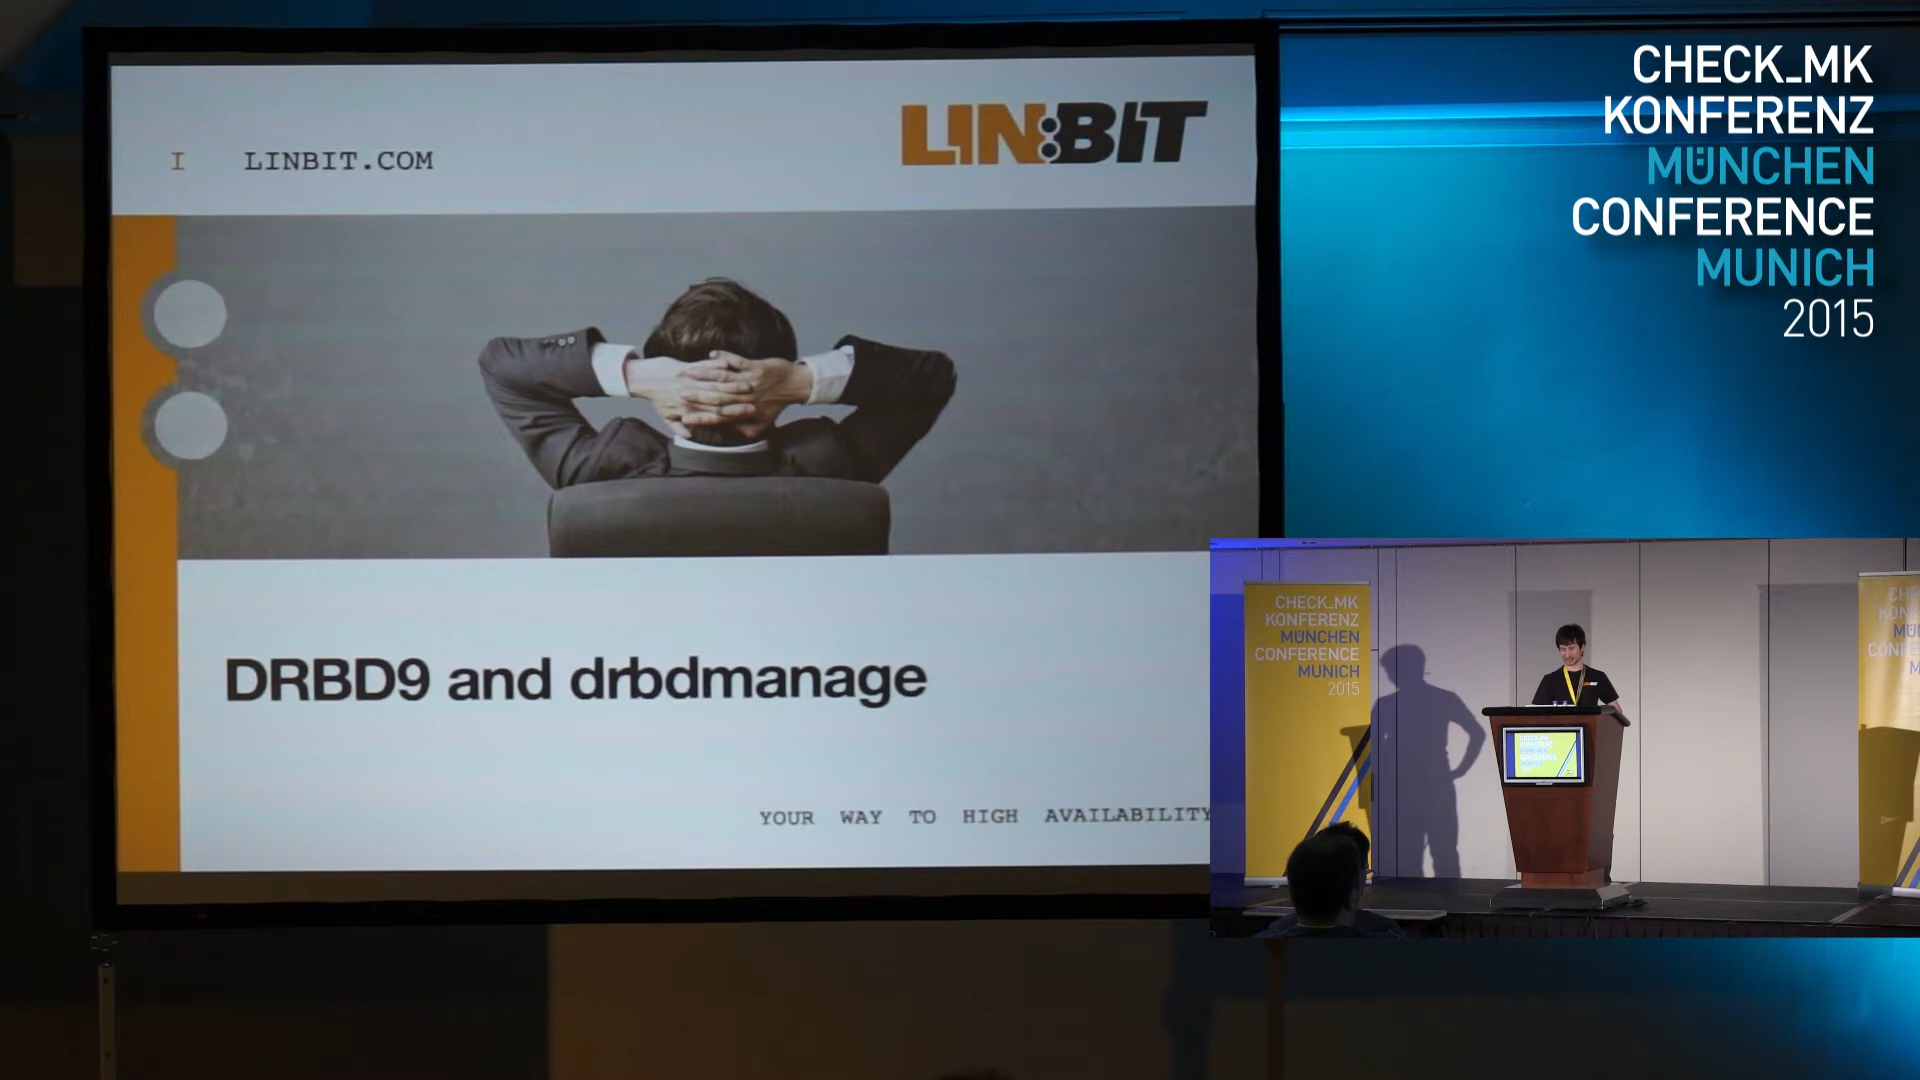 I LINBIT.COM
LINBIT
DRBD9 and drbdmanage
YOUR WAY TO HIGH AVAILABILITY
CHECK_MK
KONFERENZ
MÜNCHEN
CONFERENCE
MUNICH
2015
CHECK_MK
KONFERENZ
MÜNCHEN
CONFERENCE
MUNICH
2015